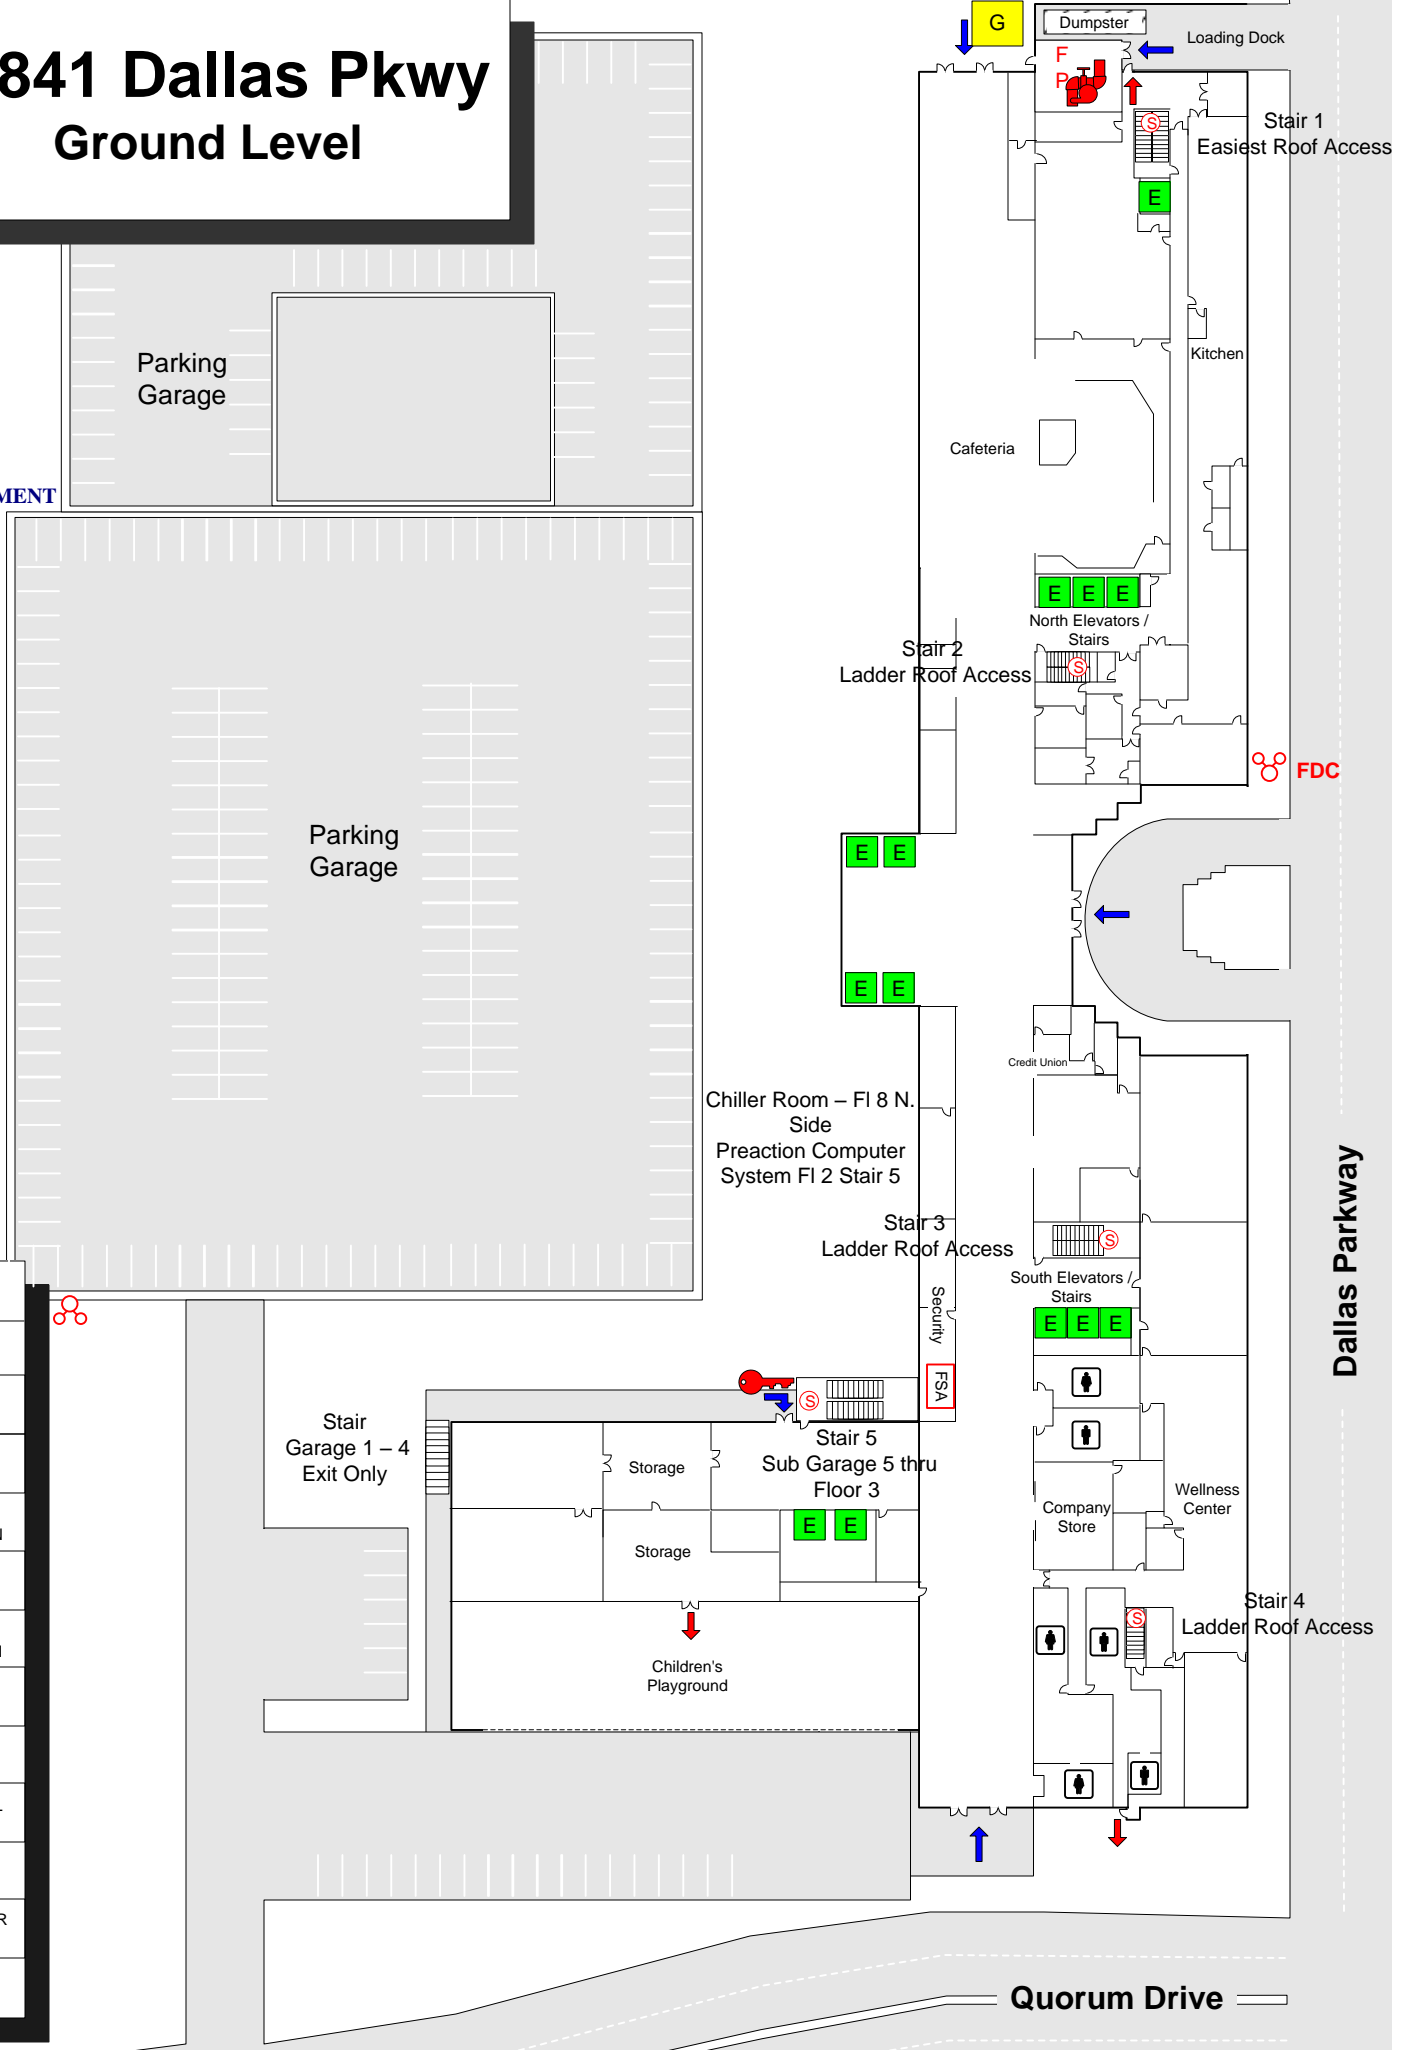 841 Dallas Pkwy
Ground Level
G
Dumpster
Loading Dock
F
P
S
Stair 1
Easiest Roof Access
E
Parking
Garage
Kitchen
Cafeteria
MENT
E E E
North Elevators /
Stairs
Stair 2
Ladder Roof Access
S
FDC
Parking
Garage
E E
E E
Credit Union
Chiller Room – Fl 8 N.
Side
Preaction Computer
System Fl 2 Stair 5
Stair 3
Ladder Roof Access
S
South Elevators /
Stairs
E E E
Security
FSA
Dallas Parkway
S
Stair
Garage 1 – 4
Exit Only
Stair 5
Sub Garage 5 thru
Floor 3
Storage
E E
Storage
Company
Store
Wellness
Center
Stair 4
Ladder Roof Access
S
Children's
Playground
R
Quorum Drive